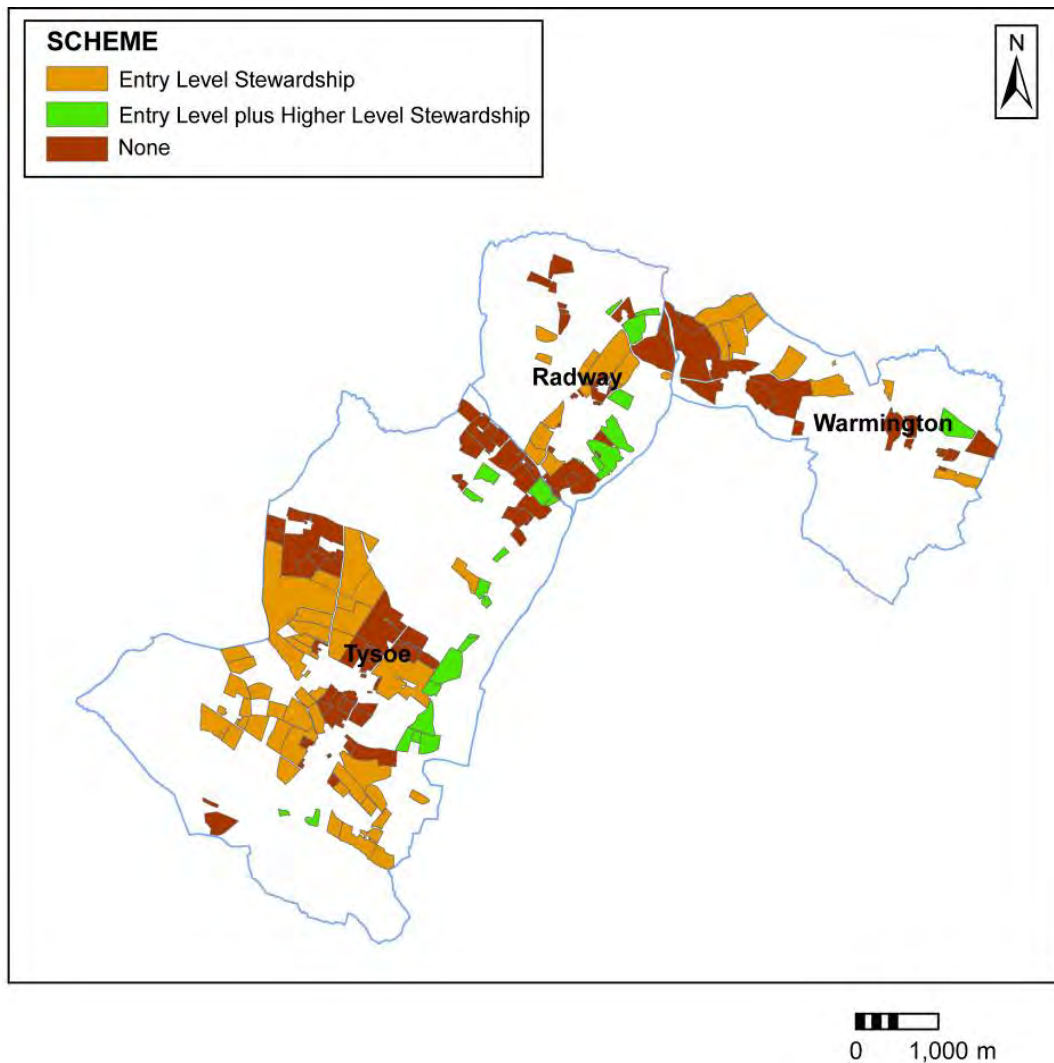 SCHEME
Entry Level Stewardship
Entry Level plus Higher Level Stewardship
None
N
Radway
Warmington
Tysoe
0 1,000 m